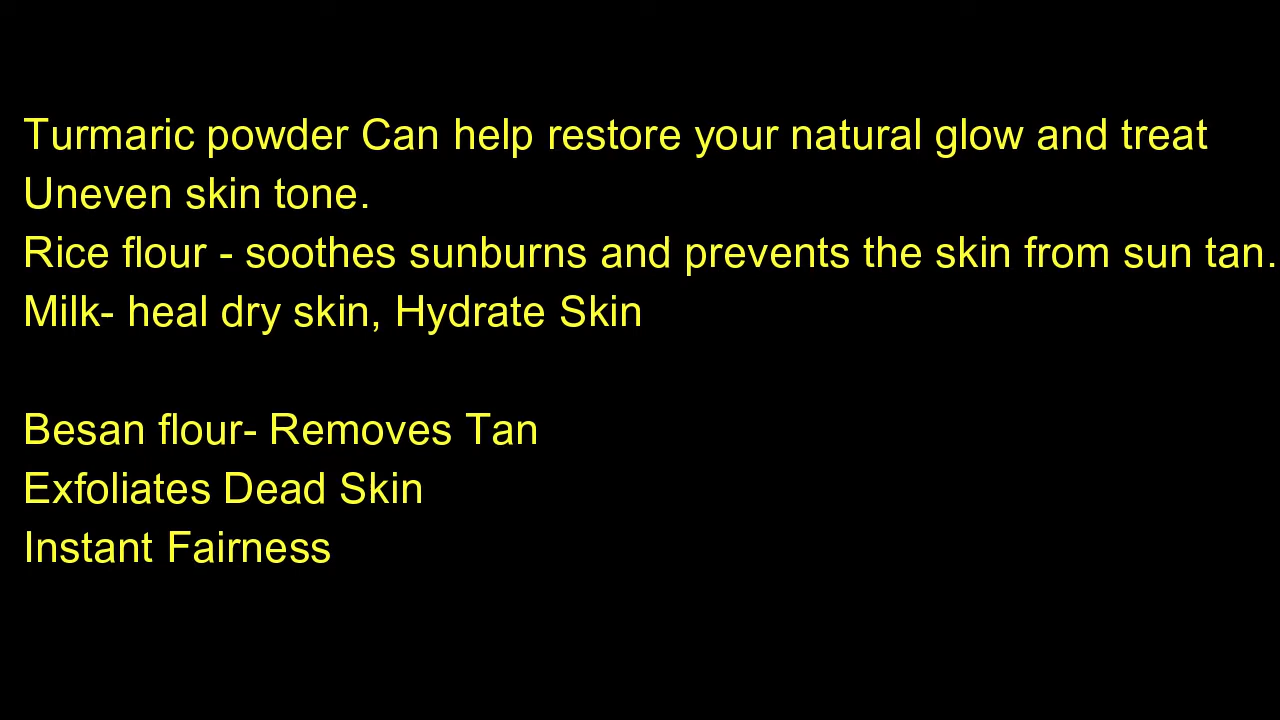 Turmaric powder Can help restore your natural glow and treat
Uneven skin tone.
Rice flour - soothes sunburns and prevents the skin from sun tan.
Milk- heal dry skin, Hydrate Skin
Besan flour- Removes Tan
Exfoliates Dead Skin
Instant Fairness